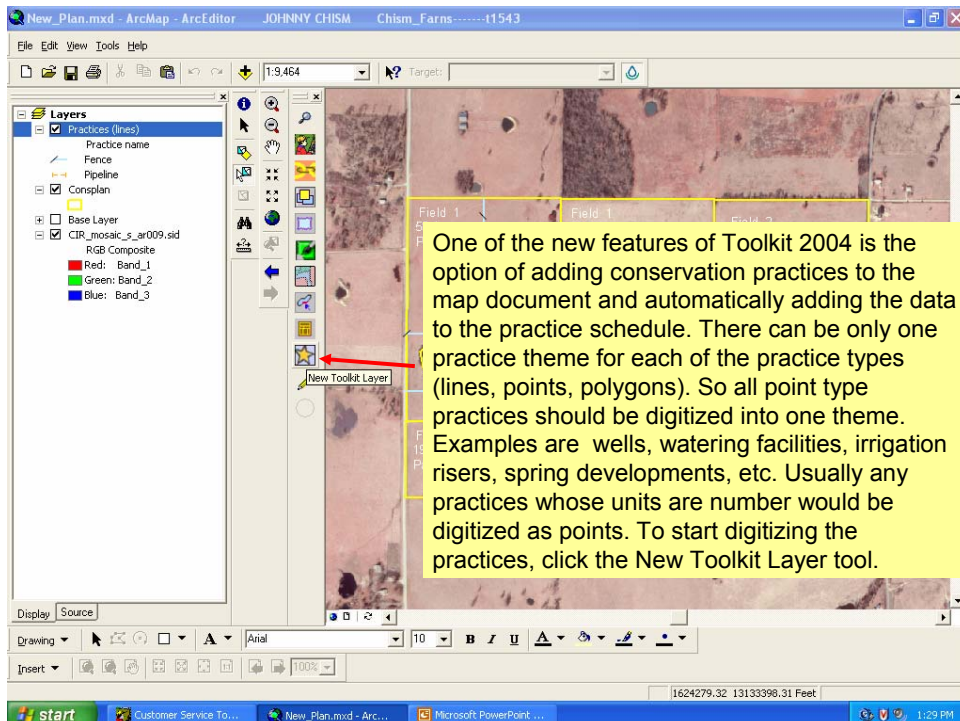 New_Plan.mxd - ArcMap - ArcEditor JOHNNY CHISM Chism_Farns-------t1543
File Edit View Tools Help
1:9,464
Target:
Layers
Practices (lines)
Practice name
Fence
Pipeline
Consplan
Base Layer
CIR_mosaic_s_ar009.sid
RGB Composite
Red: Band_1
Green: Band_2
Blue: Band_3
New Toolkit Layer
Field 1
Field 1
One of the new features of Toolkit 2004 is the
option of adding conservation practices to the
map document and automatically adding the data
to the practice schedule. There can be only one
practice theme for each of the practice types
(lines, points, polygons). So all point type
practices should be digitized into one theme.
Examples are wells, watering facilities, irrigation
risers, spring developments, etc. Usually any
practices whose units are number would be
digitized as points. To start digitizing the
practices, click the New Toolkit Layer tool.
Display Source
Drawing A Arial 10 B I U A
Insert 100%
1624279.32 13133398.31 Feet
start Customer Service To... New_Plan.mxd - Arc... Microsoft PowerPoint ... 1:29 PM